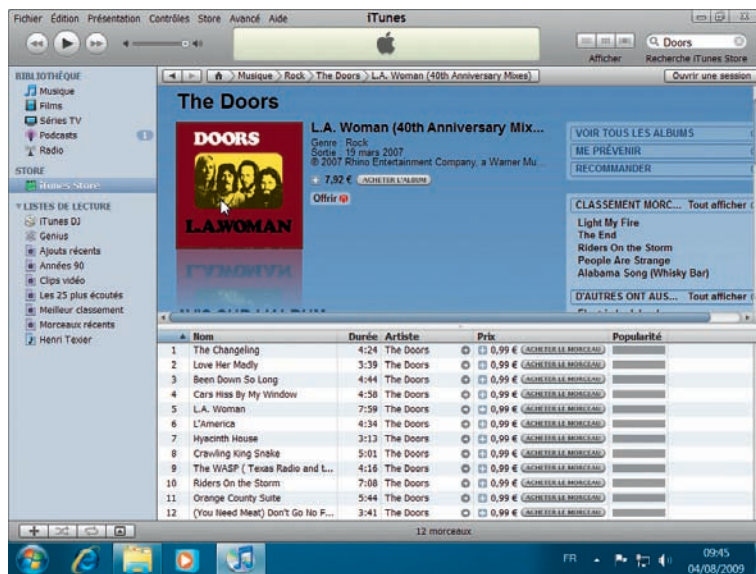 Fichier Édition Présentation Contrôles Store Avancé Aide
iTunes
Doors
Afficher
Recherche iTunes Store
BIBLIOTHÈQUE
Musique
Films
Séries TV
Podcasts 1
Radio
STORE
iTunes Store
LISTES DE LECTURE
iTunes DJ
Genius
Ajouts récents
Années 90
Clips vidéo
Les 25 plus écoutés
Meilleur classement
Morceaux récents
Henri Texier
Musique Rock The Doors L.A. Woman (40th Anniversary Mixes)
Ouvrir une session
The Doors
DOORS
L.A.WOMAN
L.A. Woman (40th Anniversary Mix...
Genre : Rock
Sortie : 19 mars 2007
℗ 2007 Rhino Entertainment Company, a Warner Mu...
7,92 € ACHETER L'ALBUM
Offrir
VOIR TOUS LES ALBUMS
ME PRÉVENIR
RECOMMANDER
CLASSEMENT MORC... Tout afficher
Light My Fire
The End
Riders On the Storm
People Are Strange
Alabama Song (Whisky Bar)
D'AUTRES ONT AUS... Tout afficher
Nom Durée Artiste Prix Popularité
1 The Changeling 4:24 The Doors 0,99 € ACHETER LE MORCEAU
2 Love Her Madly 3:39 The Doors 0,99 € ACHETER LE MORCEAU
3 Been Down So Long 4:44 The Doors 0,99 € ACHETER LE MORCEAU
4 Cars Hiss By My Window 4:58 The Doors 0,99 € ACHETER LE MORCEAU
5 L.A. Woman 7:59 The Doors 0,99 € ACHETER LE MORCEAU
6 L'America 4:34 The Doors 0,99 € ACHETER LE MORCEAU
7 Hyacinth House 3:13 The Doors 0,99 € ACHETER LE MORCEAU
8 Crawling King Snake 5:01 The Doors 0,99 € ACHETER LE MORCEAU
9 The WASP ( Texas Radio and t... 4:16 The Doors 0,99 € ACHETER LE MORCEAU
10 Riders On the Storm 7:08 The Doors 0,99 € ACHETER LE MORCEAU
11 Orange County Suite 5:44 The Doors 0,99 € ACHETER LE MORCEAU
12 (You Need Meat) Don't Go No F... 3:41 The Doors 0,99 € ACHETER LE MORCEAU
12 morceaux
FR
09:45
04/08/2009